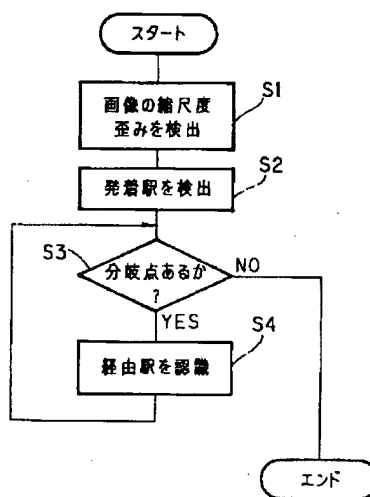 スタート
画像の縮尺度
歪みを検出
S1
発着駅を検出
S2
S3
分岐点あるか
?
NO
YES
経由駅を認識
S4
エンド